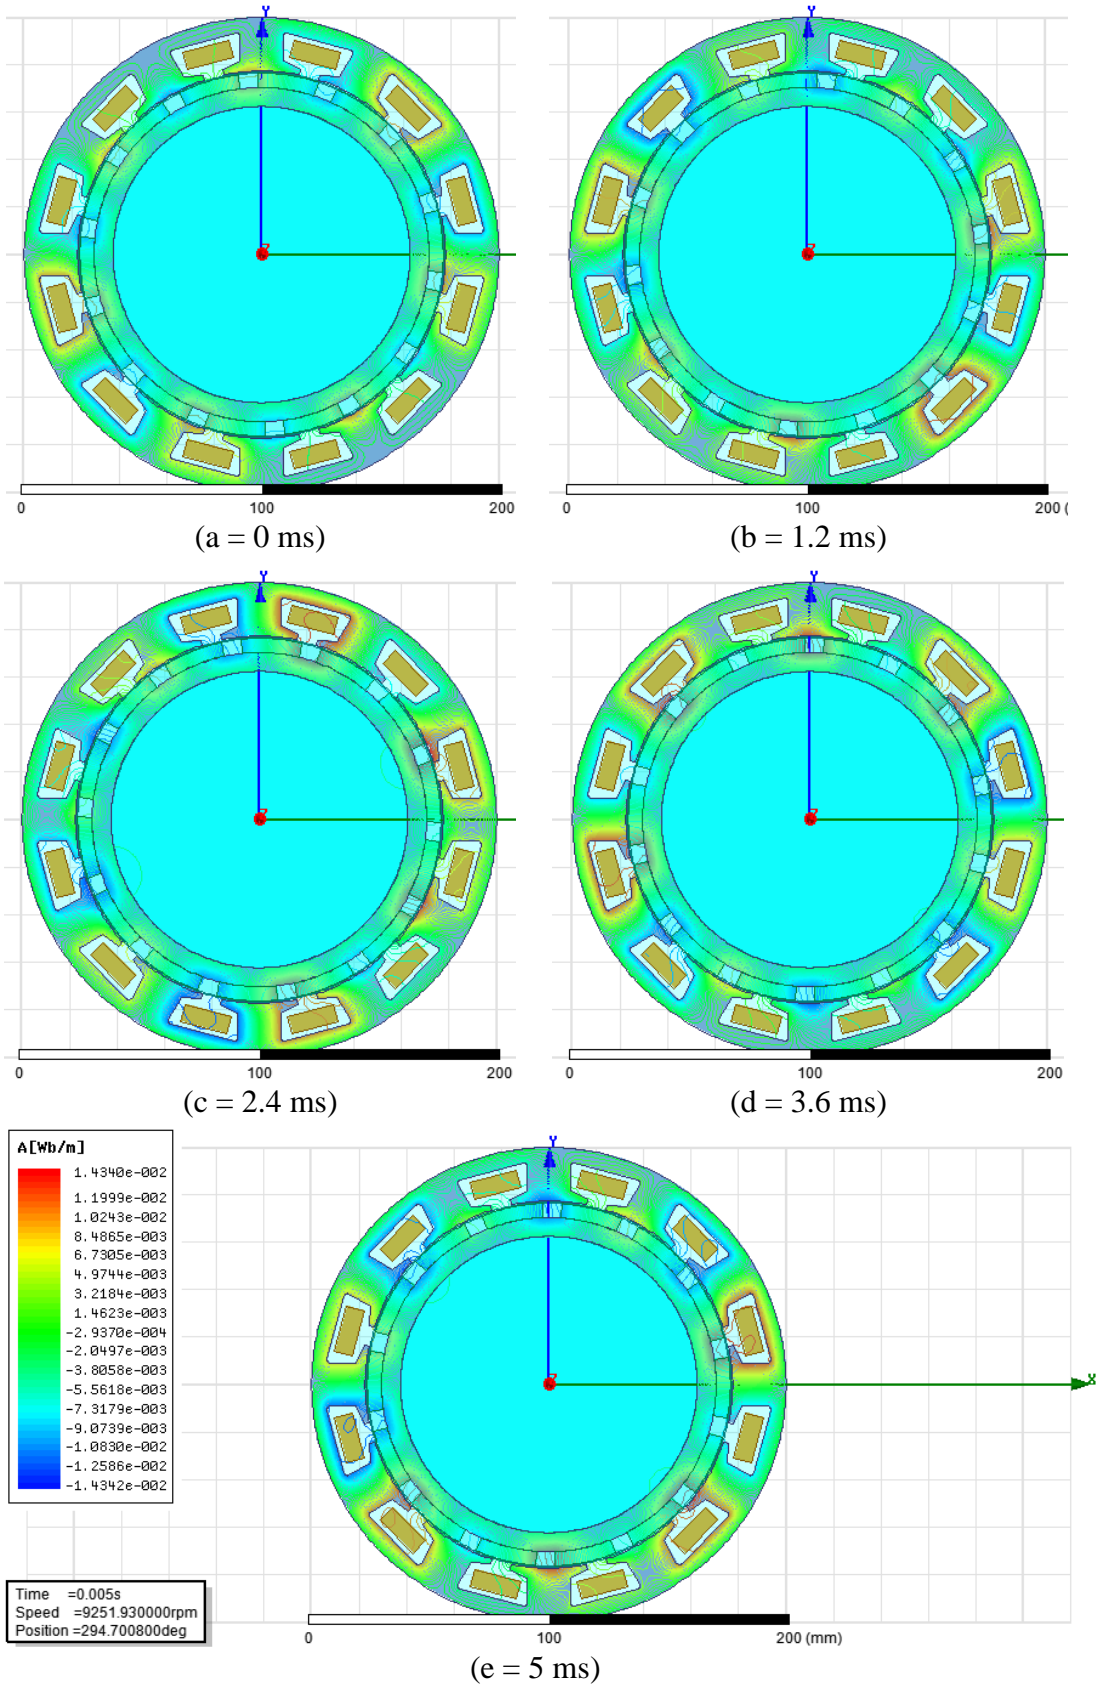 Y
Y
Z
Z
0
100
200
0
100
200 (
(a = 0 ms)
(b = 1.2 ms)
Y
Y
Z
Z
0
100
200
0
100
200
(c = 2.4 ms)
(d = 3.6 ms)
A[Wb/m]
1.4340e-002
1.1999e-002
1.0243e-002
8.4865e-003
6.7305e-003
4.9744e-003
3.2184e-003
1.4623e-003
-2.9370e-004
-2.0497e-003
-3.8058e-003
-5.5618e-003
-7.3179e-003
-9.0739e-003
-1.0830e-002
-1.2586e-002
-1.4342e-002
Y
Z
X
Time =0.005s
Speed =9251.930000rpm
Position =294.700800deg
0
100
200 (mm)
(e = 5 ms)